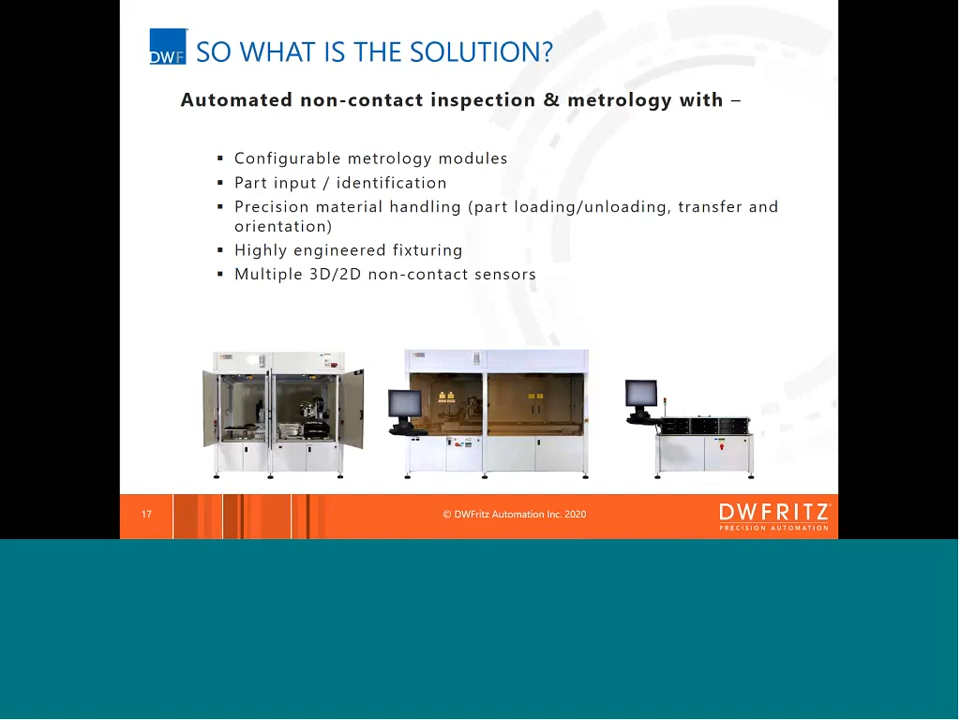 DWF
SO WHAT IS THE SOLUTION?
Automated non-contact inspection & metrology with –
▪ Configurable metrology modules
▪ Part input / identification
▪ Precision material handling (part loading/unloading, transfer and
orientation)
▪ Highly engineered fixturing
▪ Multiple 3D/2D non-contact sensors
17
© DWFritz Automation Inc. 2020
DWFRITZ
PRECISION AUTOMATION